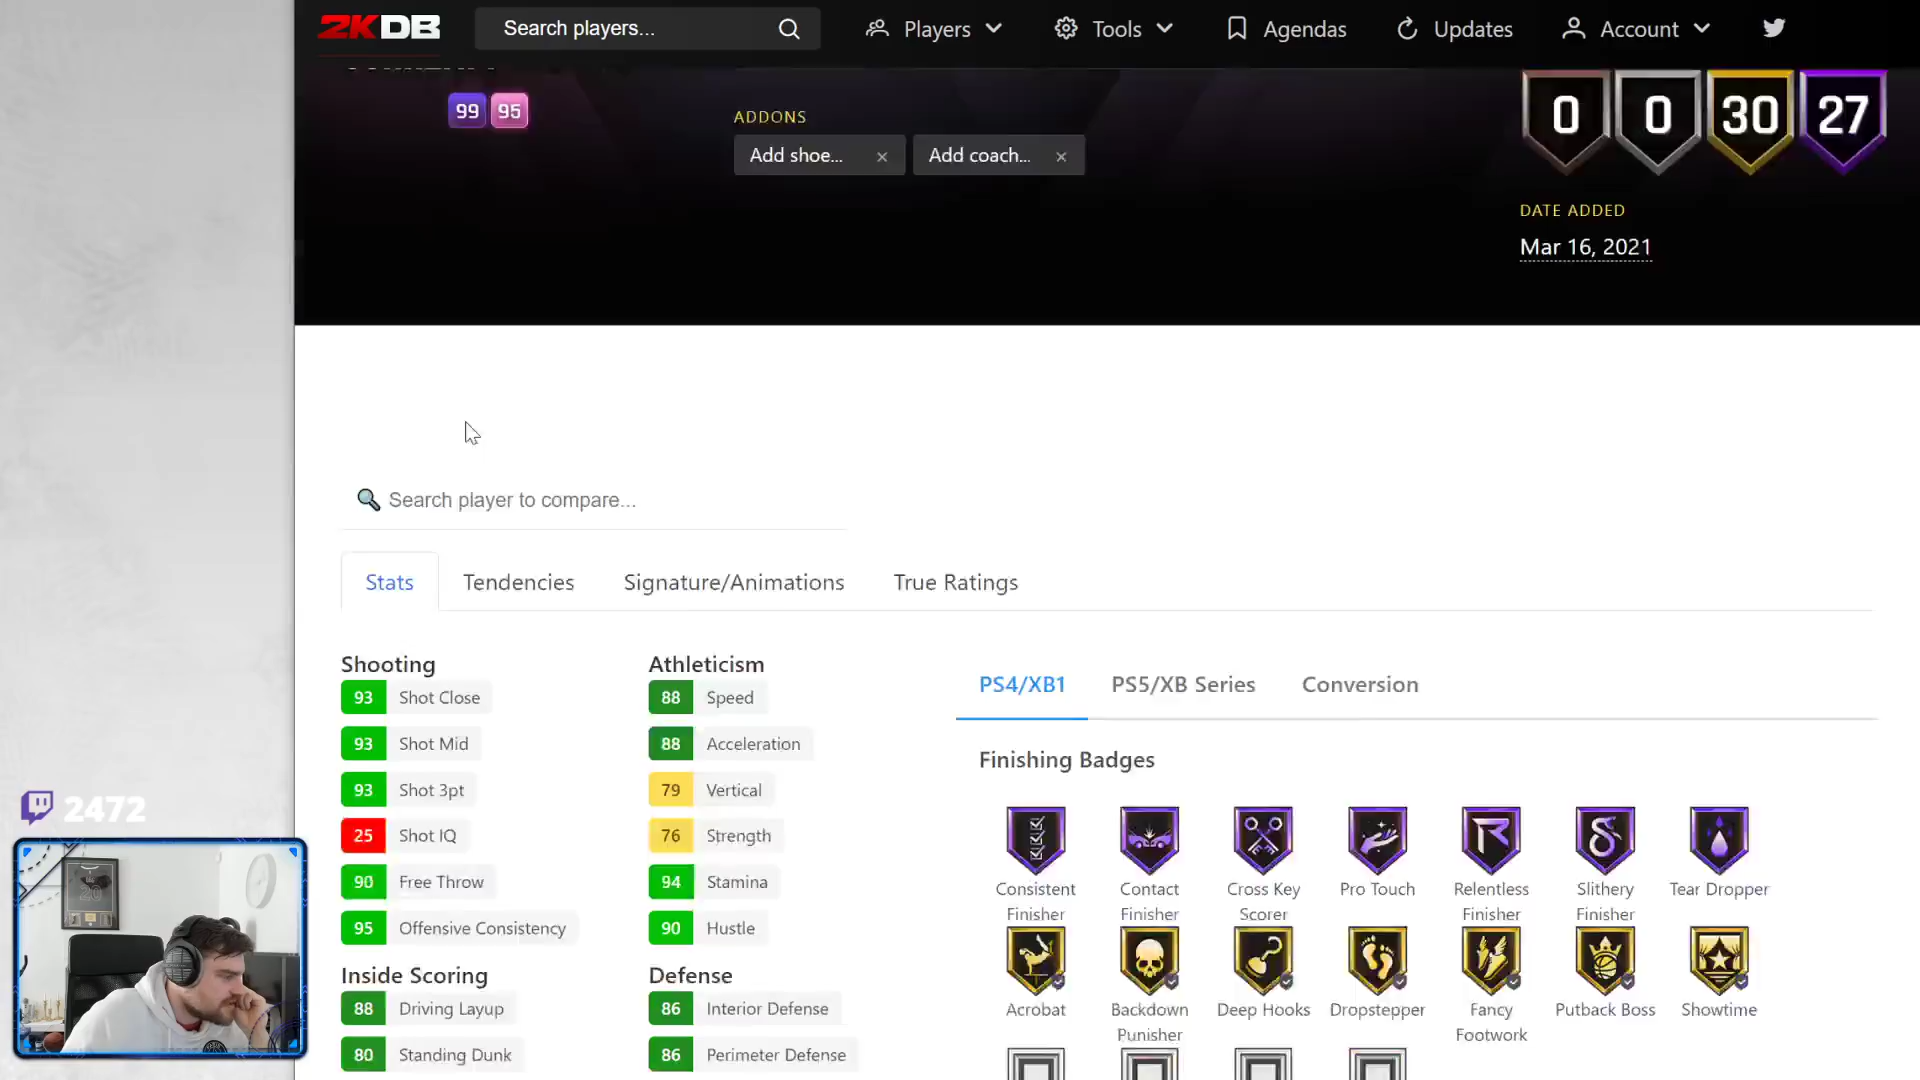 2KDB
Search players...
Players
Tools
Agendas
Updates
Account
99 95
ADDONS
Add shoe... ×
Add coach... ×
0 0 30 27
DATE ADDED
Mar 16, 2021
Search player to compare...
Stats
Tendencies
Signature/Animations
True Ratings
Shooting
93 Shot Close
93 Shot Mid
93 Shot 3pt
25 Shot IQ
90 Free Throw
95 Offensive Consistency
Inside Scoring
88 Driving Layup
80 Standing Dunk
Athleticism
88 Speed
88 Acceleration
79 Vertical
76 Strength
94 Stamina
90 Hustle
Defense
86 Interior Defense
86 Perimeter Defense
PS4/XB1
PS5/XB Series
Conversion
Finishing Badges
Consistent
Finisher
Contact
Finisher
Cross Key
Scorer
Pro Touch
Relentless
Finisher
Slithery
Finisher
Tear Dropper
Acrobat
Backdown
Punisher
Deep Hooks
Dropstepper
Fancy
Footwork
Putback Boss
Showtime
2472
20